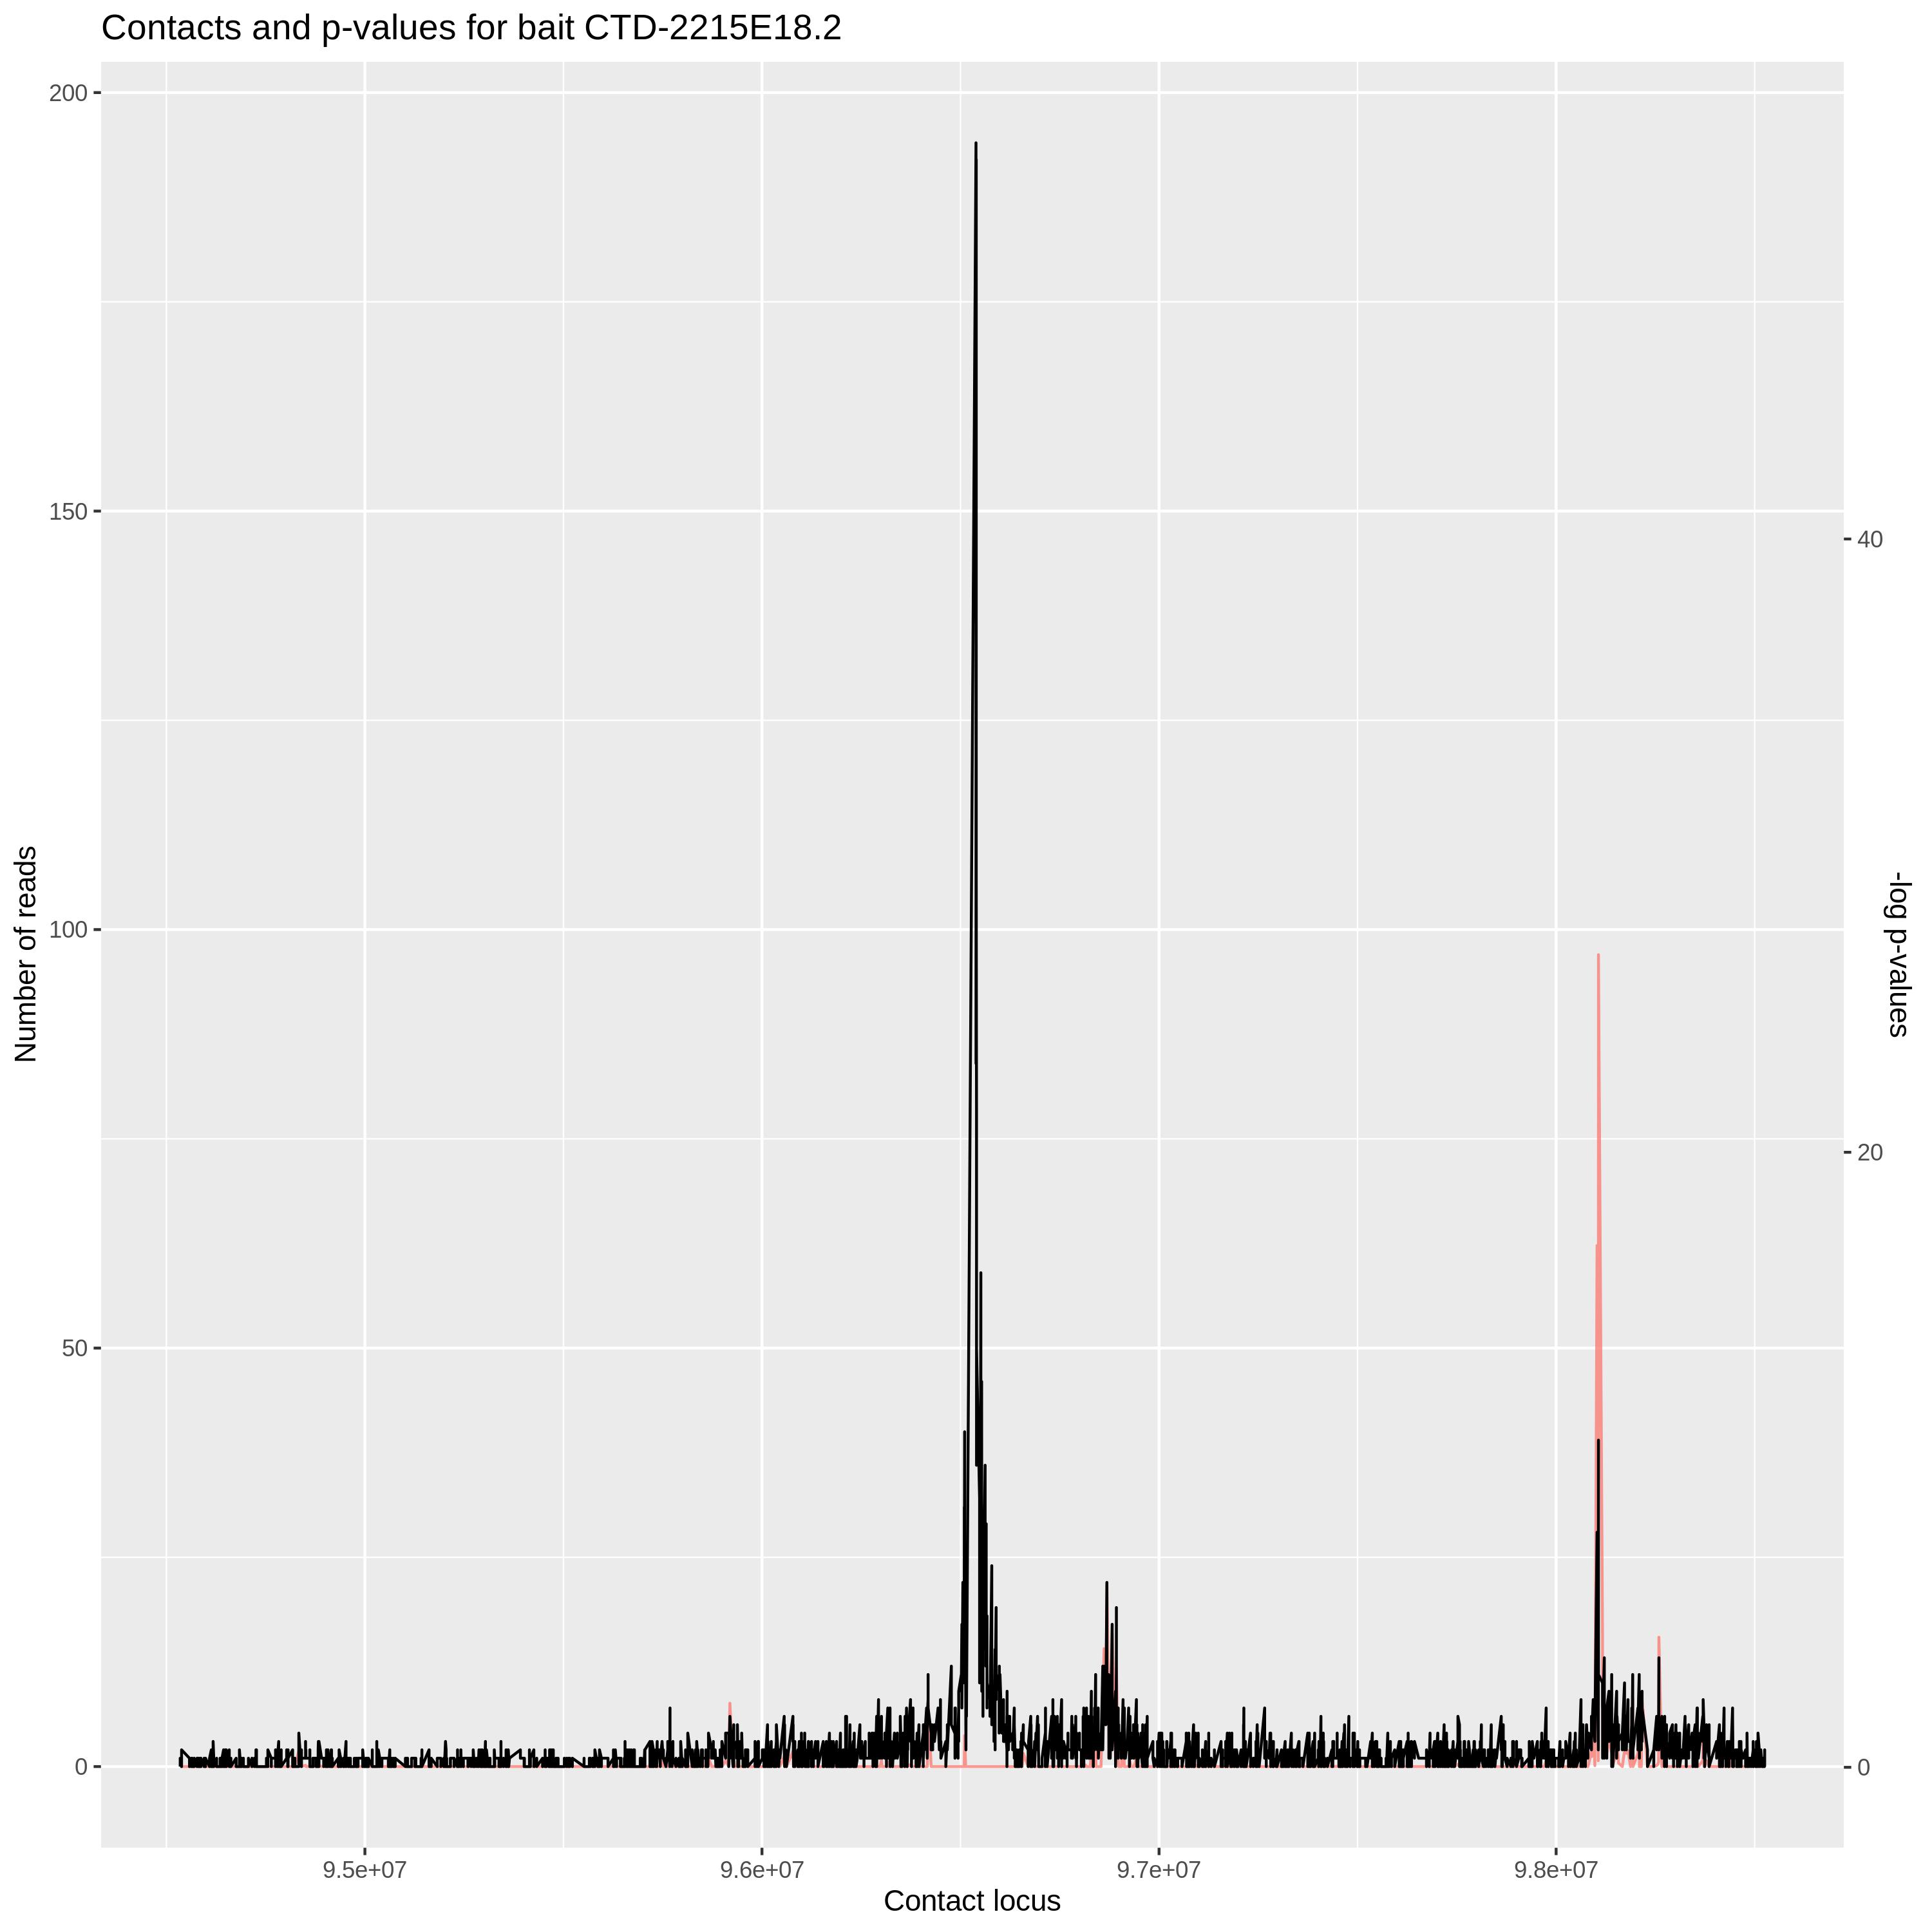 Contacts and p-values for bait CTD-2215E18.2
200
150
100
50
0
Number of reads
40
20
0
-log p-values
9.5e+07
9.6e+07
9.7e+07
9.8e+07
Contact locus